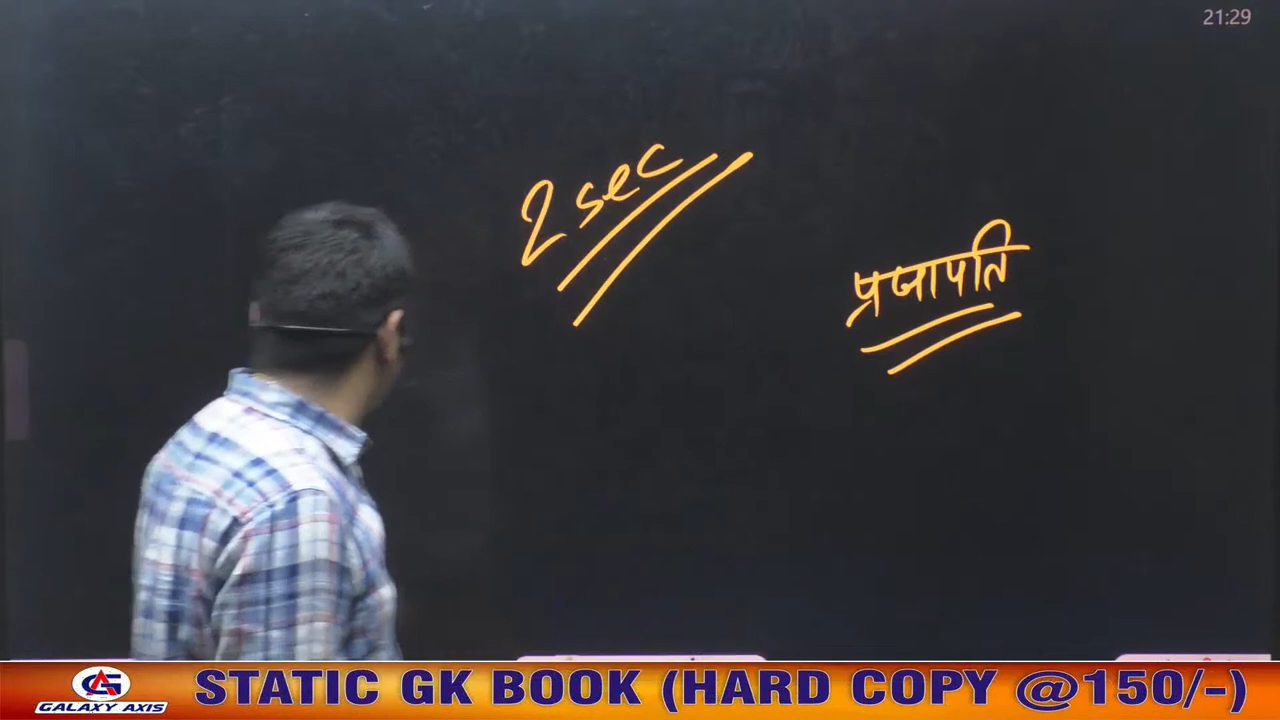 21:29
2 sec
प्रजापति
GALAXY AXIS
STATIC GK BOOK (HARD COPY @150/-)